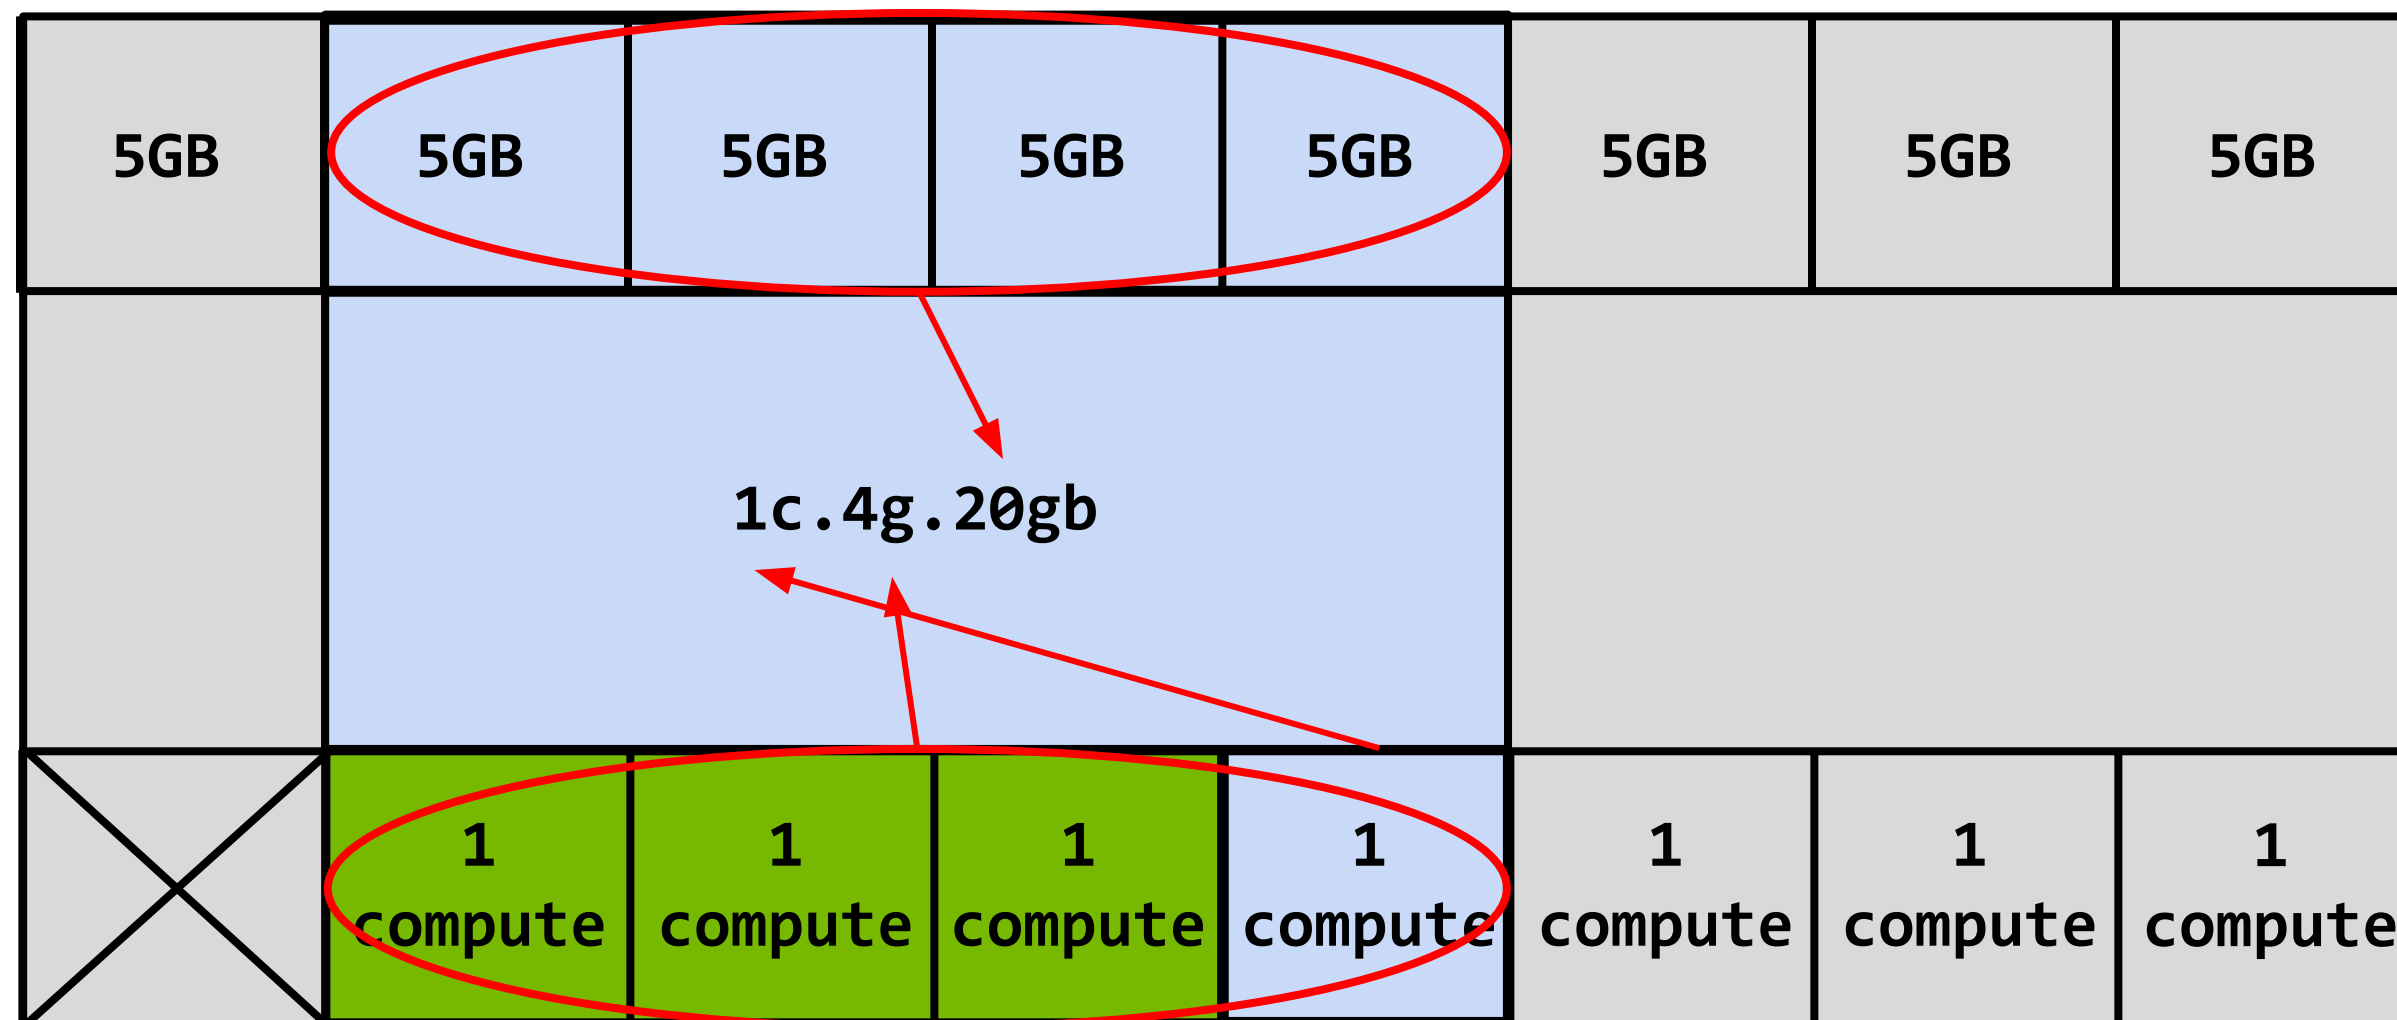 5GB 5GB 5GB 5GB 5GB 5GB 5GB 5GB
1c.4g.20gb
1 1 1 1 1 1 1
compute compute compute compute compute compute compute